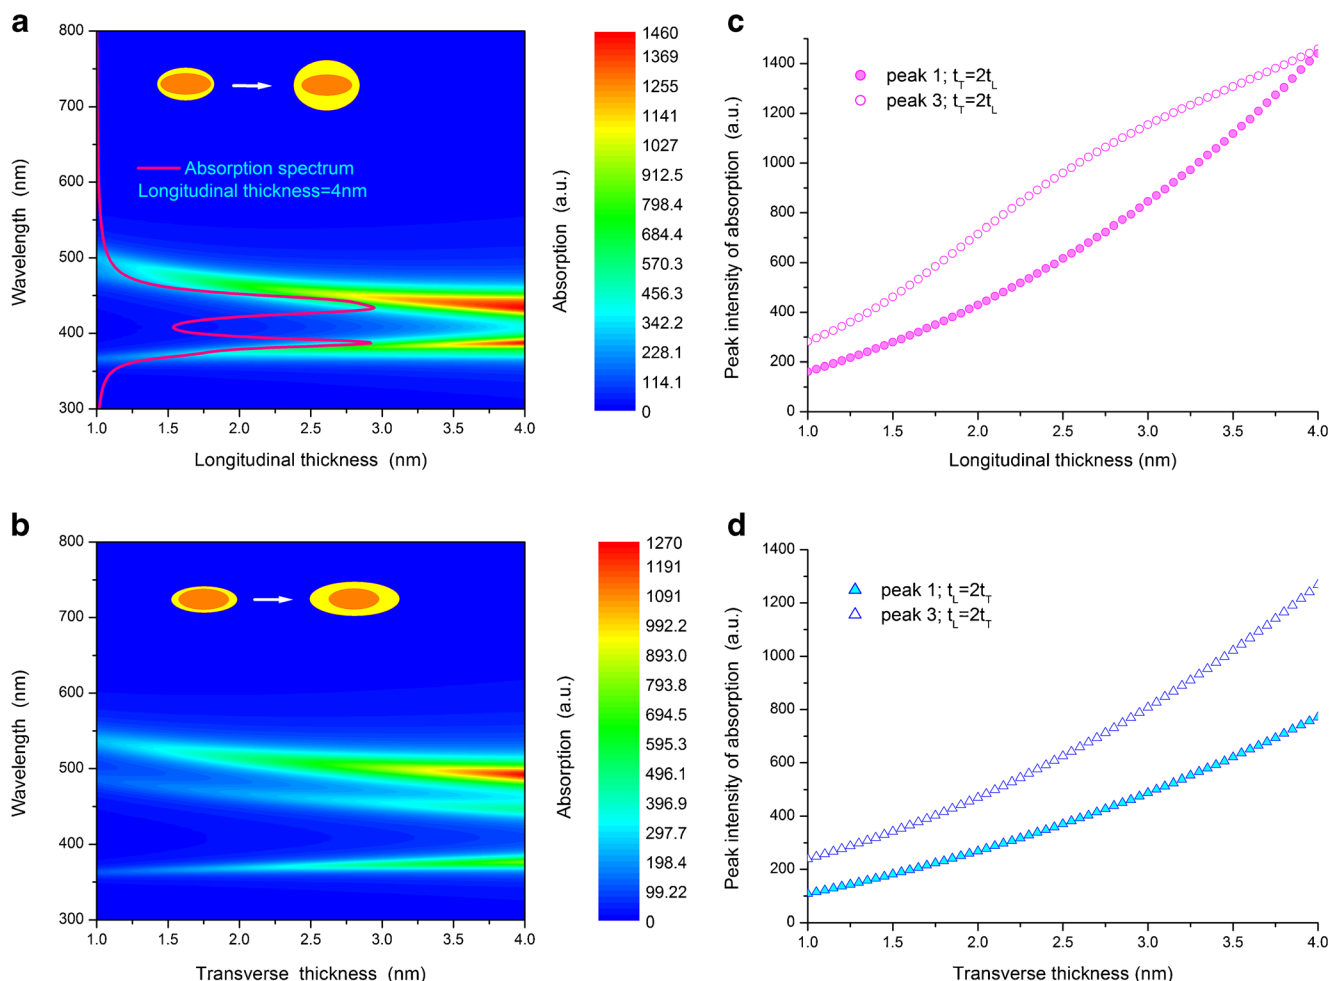 a
800
700
600
500
400
300
Wavelength (nm)
Absorption spectrum
Longitudinal thickness=4nm
1.0 1.5 2.0 2.5 3.0 3.5 4.0
Longitudinal thickness (nm)
Absorption (a.u.)
1460
1369
1255
1141
1027
912.5
798.4
684.4
570.3
456.3
342.2
228.1
114.1
0
c
1400
1200
1000
800
600
400
200
0
Peak intensity of absorption (a.u.)
peak 1; tT=2tL
peak 3; tT=2tL
1.0 1.5 2.0 2.5 3.0 3.5 4.0
Longitudinal thickness (nm)
b
800
700
600
500
400
300
Wavelength (nm)
1.0 1.5 2.0 2.5 3.0 3.5 4.0
Transverse thickness (nm)
Absorption (a.u.)
1270
1191
1091
992.2
893.0
793.8
694.5
595.3
496.1
396.9
297.7
198.4
99.22
0
d
1400
1200
1000
800
600
400
200
0
Peak intensity of absorption (a.u.)
peak 1; tL=2tT
peak 3; tL=2tT
1.0 1.5 2.0 2.5 3.0 3.5 4.0
Transverse thickness (nm)